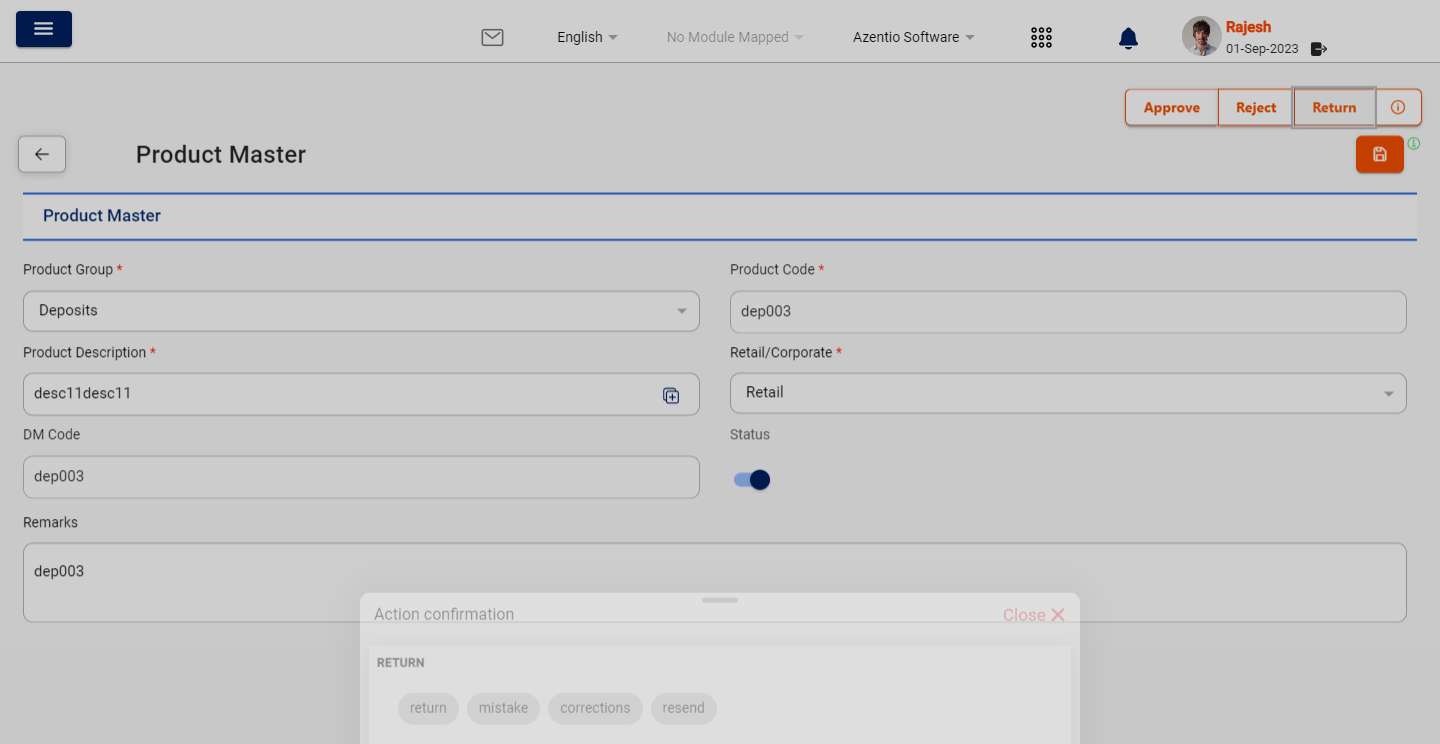 English
No Module Mapped
Azentio Software
Rajesh
01-Sep-2023
Approve
Reject
Return
Product Master
Product Master
Product Group *
Product Code *
Deposits
dep003
Product Description *
Retail/Corporate *
desc11desc11
Retail
DM Code
Status
dep003
Remarks
dep003
Action confirmation
Close
RETURN
return
mistake
corrections
resend